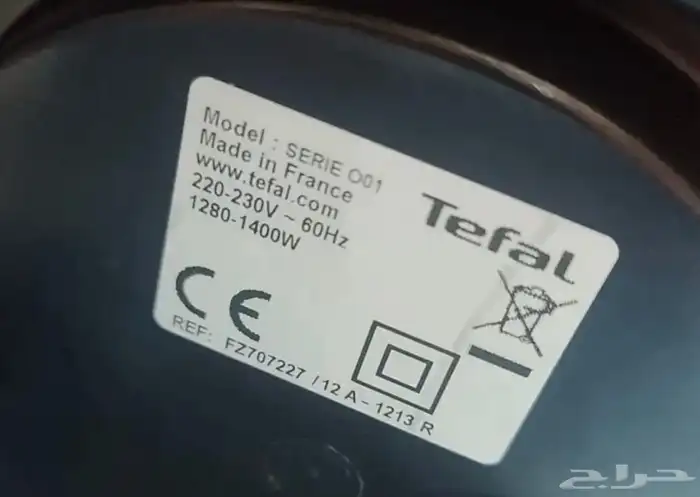 Model : SERIE O01
Made in France
www.tefal.com
220-230V ~ 60Hz
1280-1400W
Tefal
CE
REF: FZ707227 / 12 A - 1213 R
حراج